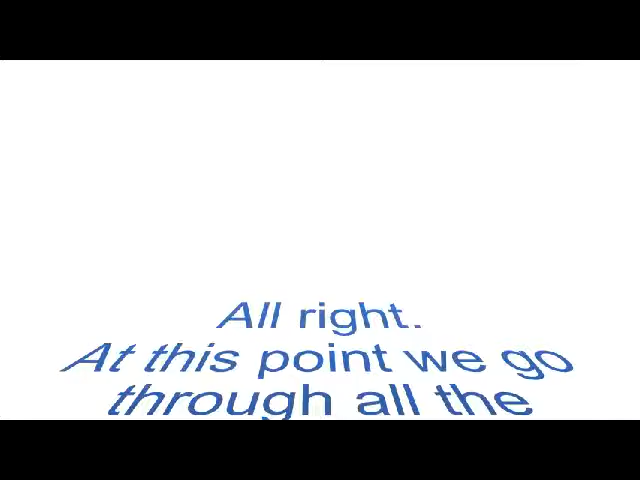 All right.
At this point we go
through all the